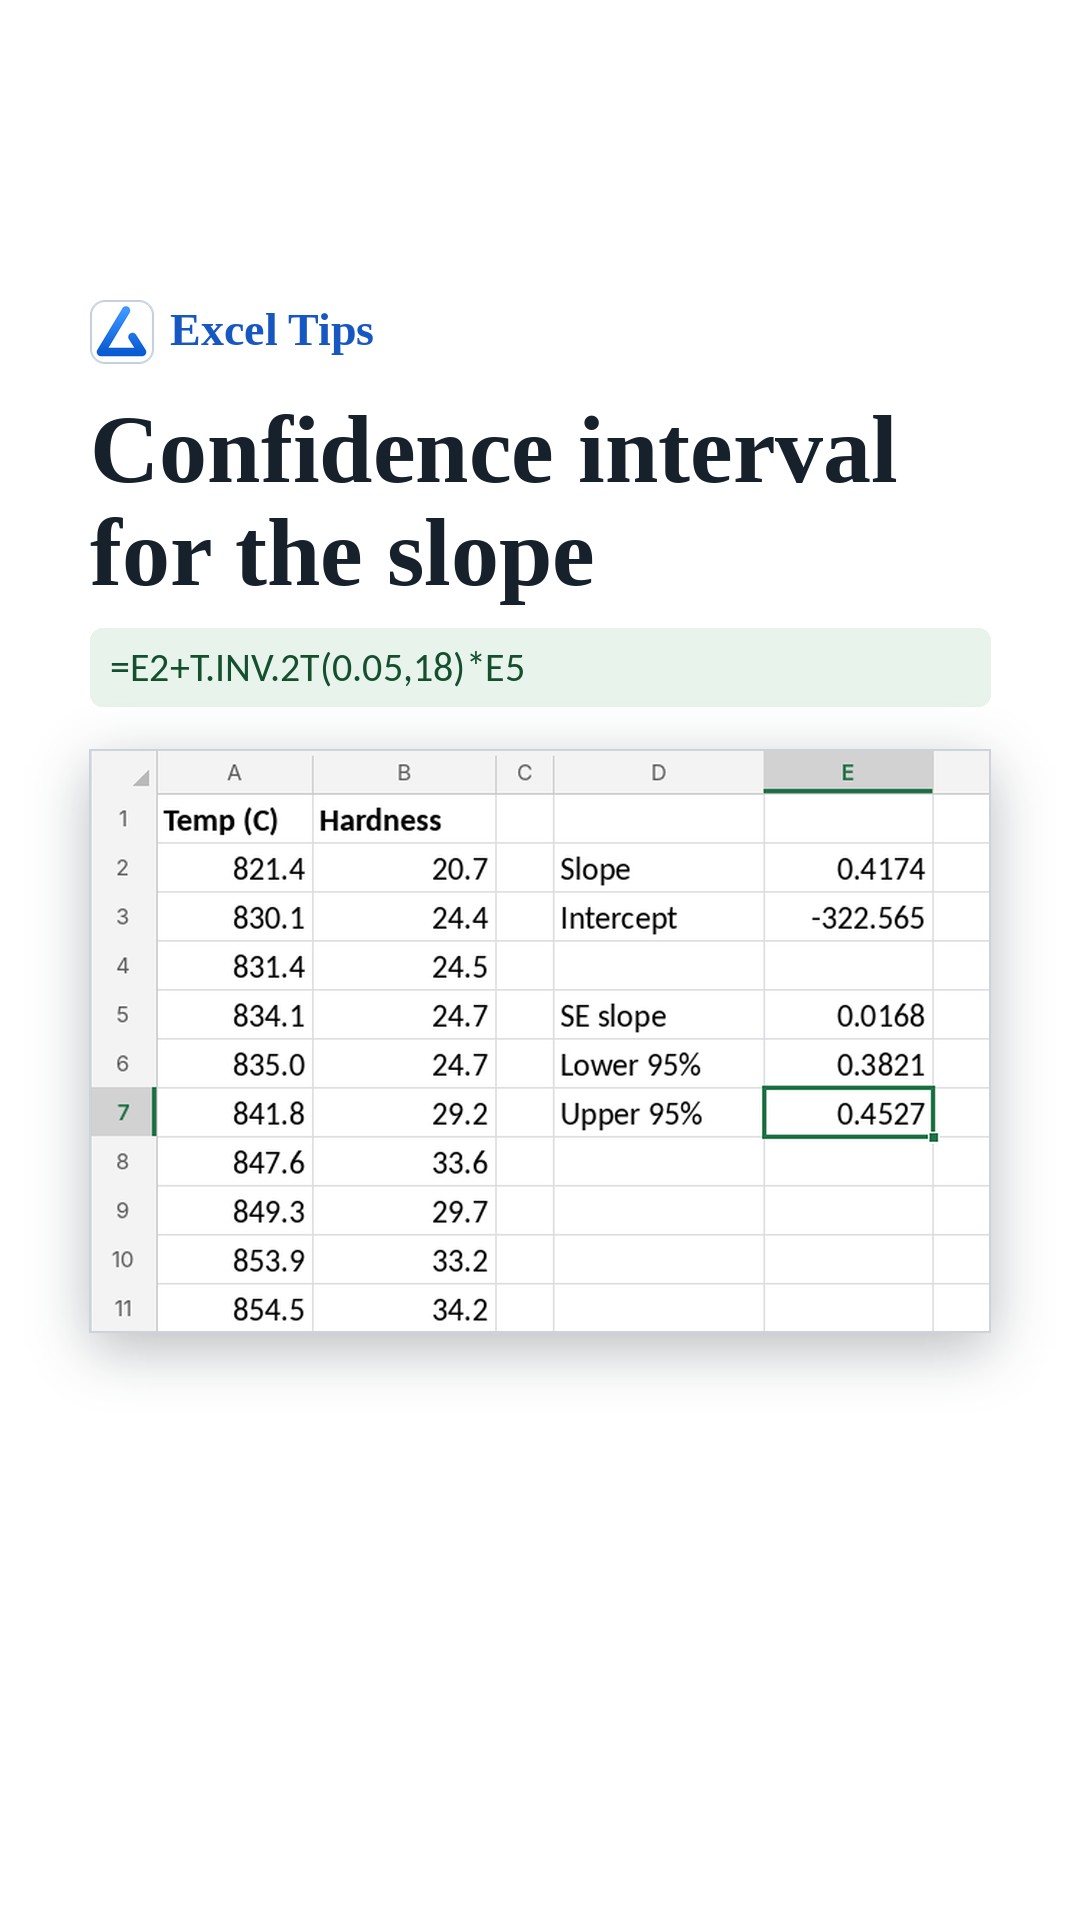 Excel Tips
Confidence interval
for the slope
=E2+T.INV.2T(0.05,18)*E5
A B C D E
1 Temp (C) Hardness
2 821.4 20.7 Slope 0.4174
3 830.1 24.4 Intercept -322.565
4 831.4 24.5
5 834.1 24.7 SE slope 0.0168
6 835.0 24.7 Lower 95% 0.3821
7 841.8 29.2 Upper 95% 0.4527
8 847.6 33.6
9 849.3 29.7
10 853.9 33.2
11 854.5 34.2